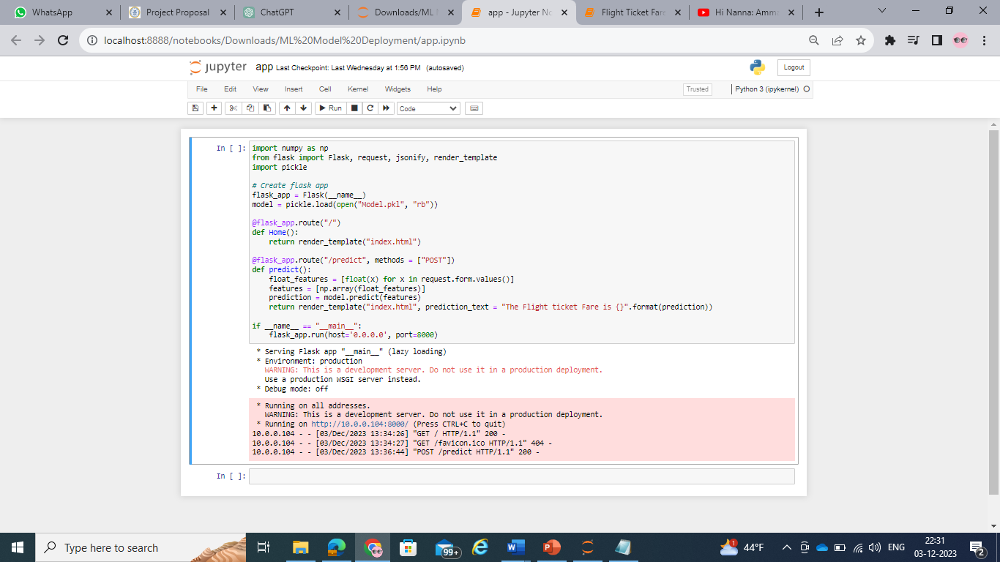 WhatsApp
Project Proposal
ChatGPT
Downloads/ML
app - Jupyter No
Flight Ticket Fare
Hi Nanna: Amma
localhost:8888/notebooks/Downloads/ML%20Model%20Deployment/app.ipynb
jupyter app Last Checkpoint: Last Wednesday at 1:56 PM (autosaved)
Logout
File Edit View Insert Cell Kernel Widgets Help
Trusted
Python 3 (ipykernel)
Run
Code
In [ ]:
import numpy as np
from flask import Flask, request, jsonify, render_template
import pickle
# Create flask app
flask_app = Flask(__name__)
model = pickle.load(open("Model.pkl", "rb"))
@flask_app.route("/")
def Home():
    return render_template("index.html")
@flask_app.route("/predict", methods = ["POST"])
def predict():
    float_features = [float(x) for x in request.form.values()]
    features = [np.array(float_features)]
    prediction = model.predict(features)
    return render_template("index.html", prediction_text = "The Flight ticket Fare is {}".format(prediction))
if __name__ == "__main__":
    flask_app.run(host='0.0.0.0', port=8000)
* Serving Flask app "__main__" (lazy loading)
* Environment: production
WARNING: This is a development server. Do not use it in a production deployment.
Use a production WSGI server instead.
* Debug mode: off
* Running on all addresses.
WARNING: This is a development server. Do not use it in a production deployment.
* Running on http://10.0.0.104:8000/ (Press CTRL+C to quit)
10.0.0.104 - - [03/Dec/2023 13:34:26] "GET / HTTP/1.1" 200 -
10.0.0.104 - - [03/Dec/2023 13:34:27] "GET /favicon.ico HTTP/1.1" 404 -
10.0.0.104 - - [03/Dec/2023 13:36:44] "POST /predict HTTP/1.1" 200 -
In [ ]:
Type here to search
99+
1
44°F
ENG
22:31
03-12-2023
2